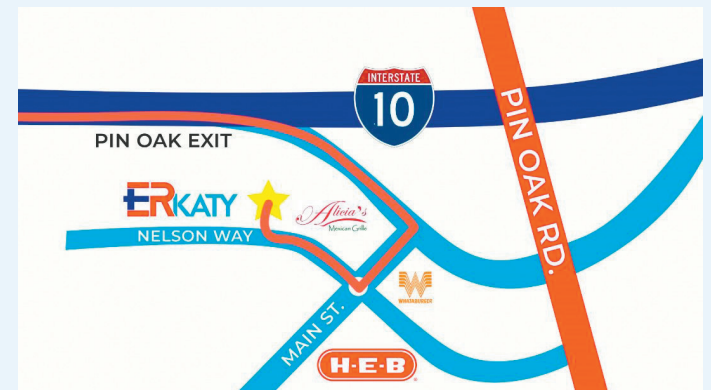 INTERSTATE
10
PIN OAK RD.
PIN OAK EXIT
ERKATY
Alicia's
Mexican Grille
NELSON WAY
W
WHATABURGER
MAIN ST.
H-E-B